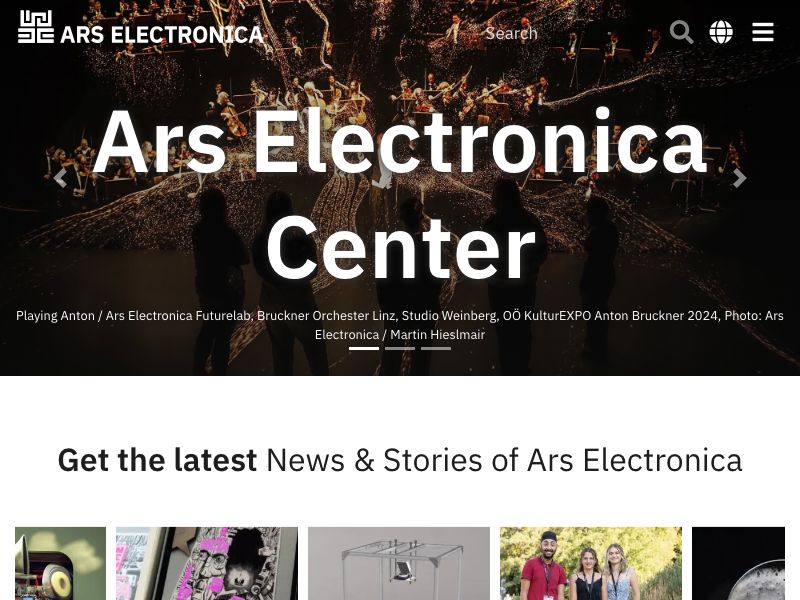 ARS ELECTRONICA
Search
Ars Electronica
Center
Playing Anton / Ars Electronica Futurelab, Bruckner Orchester Linz, Studio Weinberg, OÖ KulturEXPO Anton Bruckner 2024, Photo: Ars
Electronica / Martin Hieslmair
Get the latest News & Stories of Ars Electronica